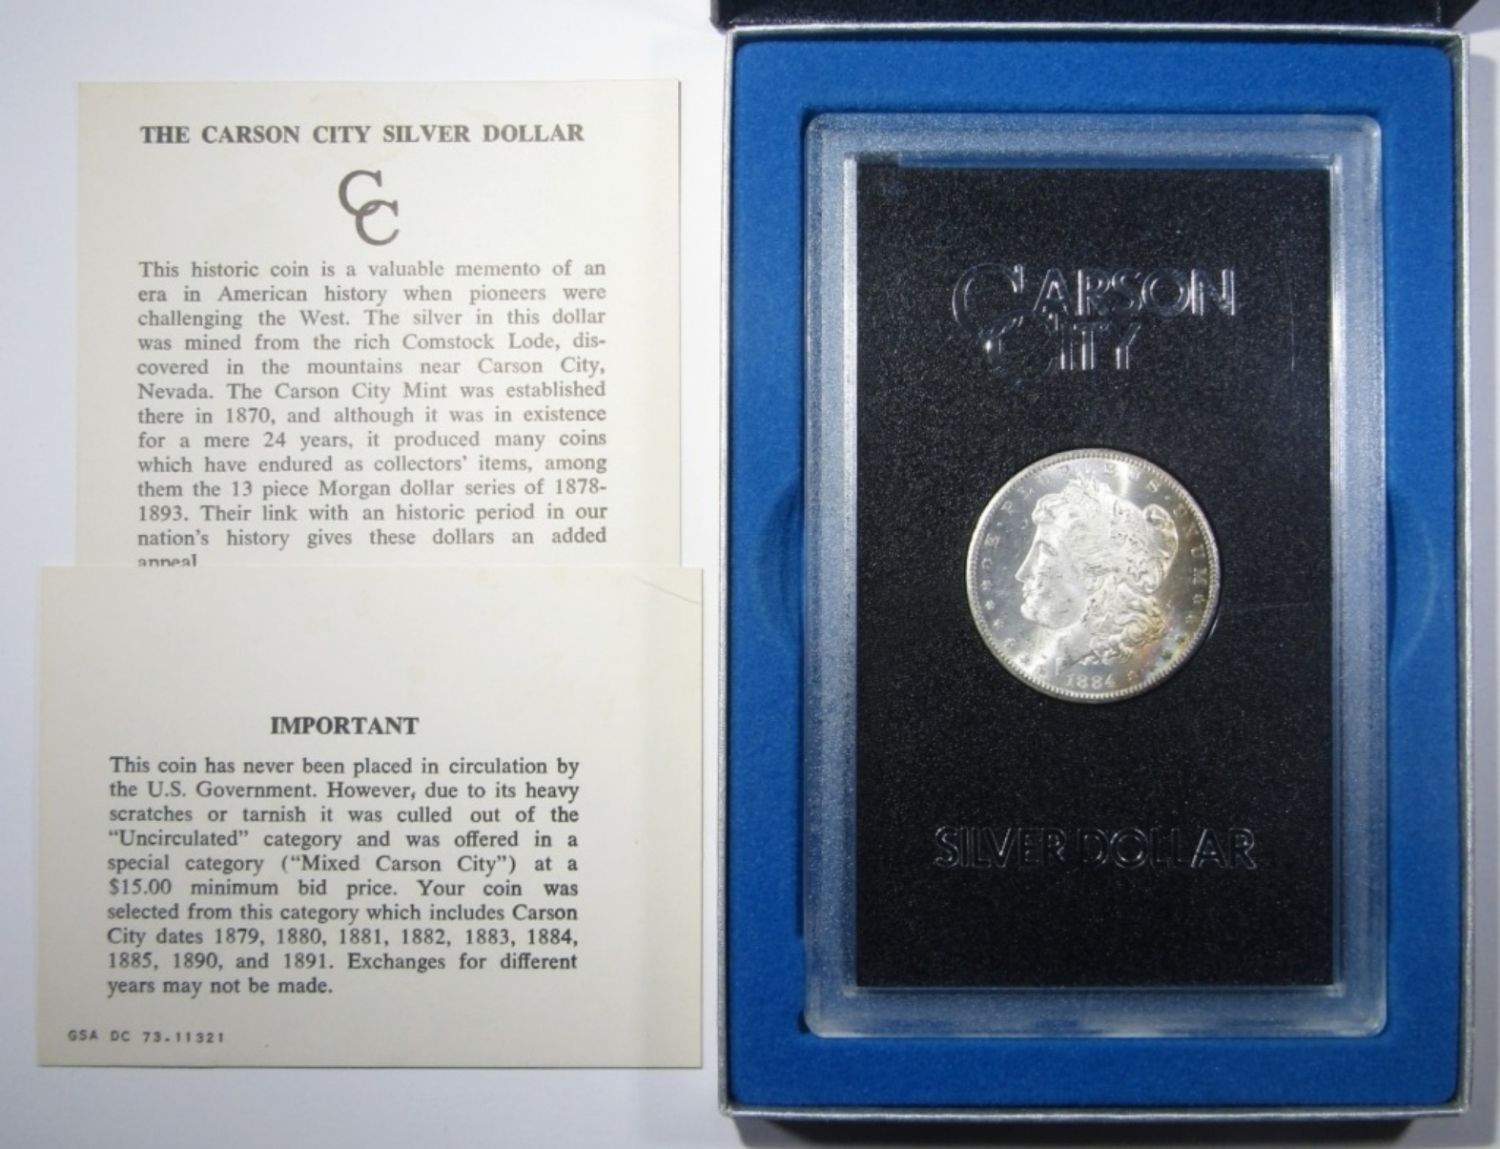 THE CARSON CITY SILVER DOLLAR
CC
This historic coin is a valuable memento of an
era in American history when pioneers were
challenging the West. The silver in this dollar
was mined from the rich Comstock Lode, dis-
covered in the mountains near Carson City,
Nevada. The Carson City Mint was established
there in 1870, and although it was in existence
for a mere 24 years, it produced many coins
which have endured as collectors' items, among
them the 13 piece Morgan dollar series of 1878-
1893. Their link with an historic period in our
nation's history gives these dollars an added
appeal
IMPORTANT
This coin has never been placed in circulation by
the U.S. Government. However, due to its heavy
scratches or tarnish it was culled out of the
"Uncirculated" category and was offered in a
special category ("Mixed Carson City") at a
$15.00 minimum bid price. Your coin was
selected from this category which includes Carson
City dates 1879, 1880, 1881, 1882, 1883, 1884,
1885, 1890, and 1891. Exchanges for different
years may not be made.
GSA DC 73.11321
CARSON
CITY
E·PLURIBUS·UNUM
1884
SILVER DOLLAR